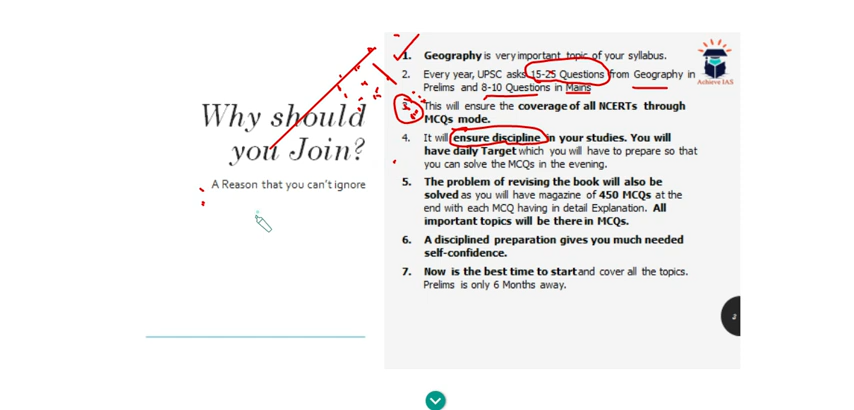 Why should
you Join?
A Reason that you can't ignore
1. Geography is very important topic of your syllabus.
2. Every year, UPSC asks 15-25 Questions from Geography in
Prelims and 8-10 Questions in Mains
3. This will ensure the coverage of all NCERTs through
MCQs mode.
4. It will ensure discipline in your studies. You will
have daily Target which you will have to prepare so that
you can solve the MCQs in the evening.
5. The problem of revising the book will also be
solved as you will have magazine of 450 MCQs at the
end with each MCQ having in detail Explanation. All
important topics will be there in MCQs.
6. A disciplined preparation gives you much needed
self-confidence.
7. Now is the best time to start and cover all the topics.
Prelims is only 6 Months away.
Achieve IAS
2